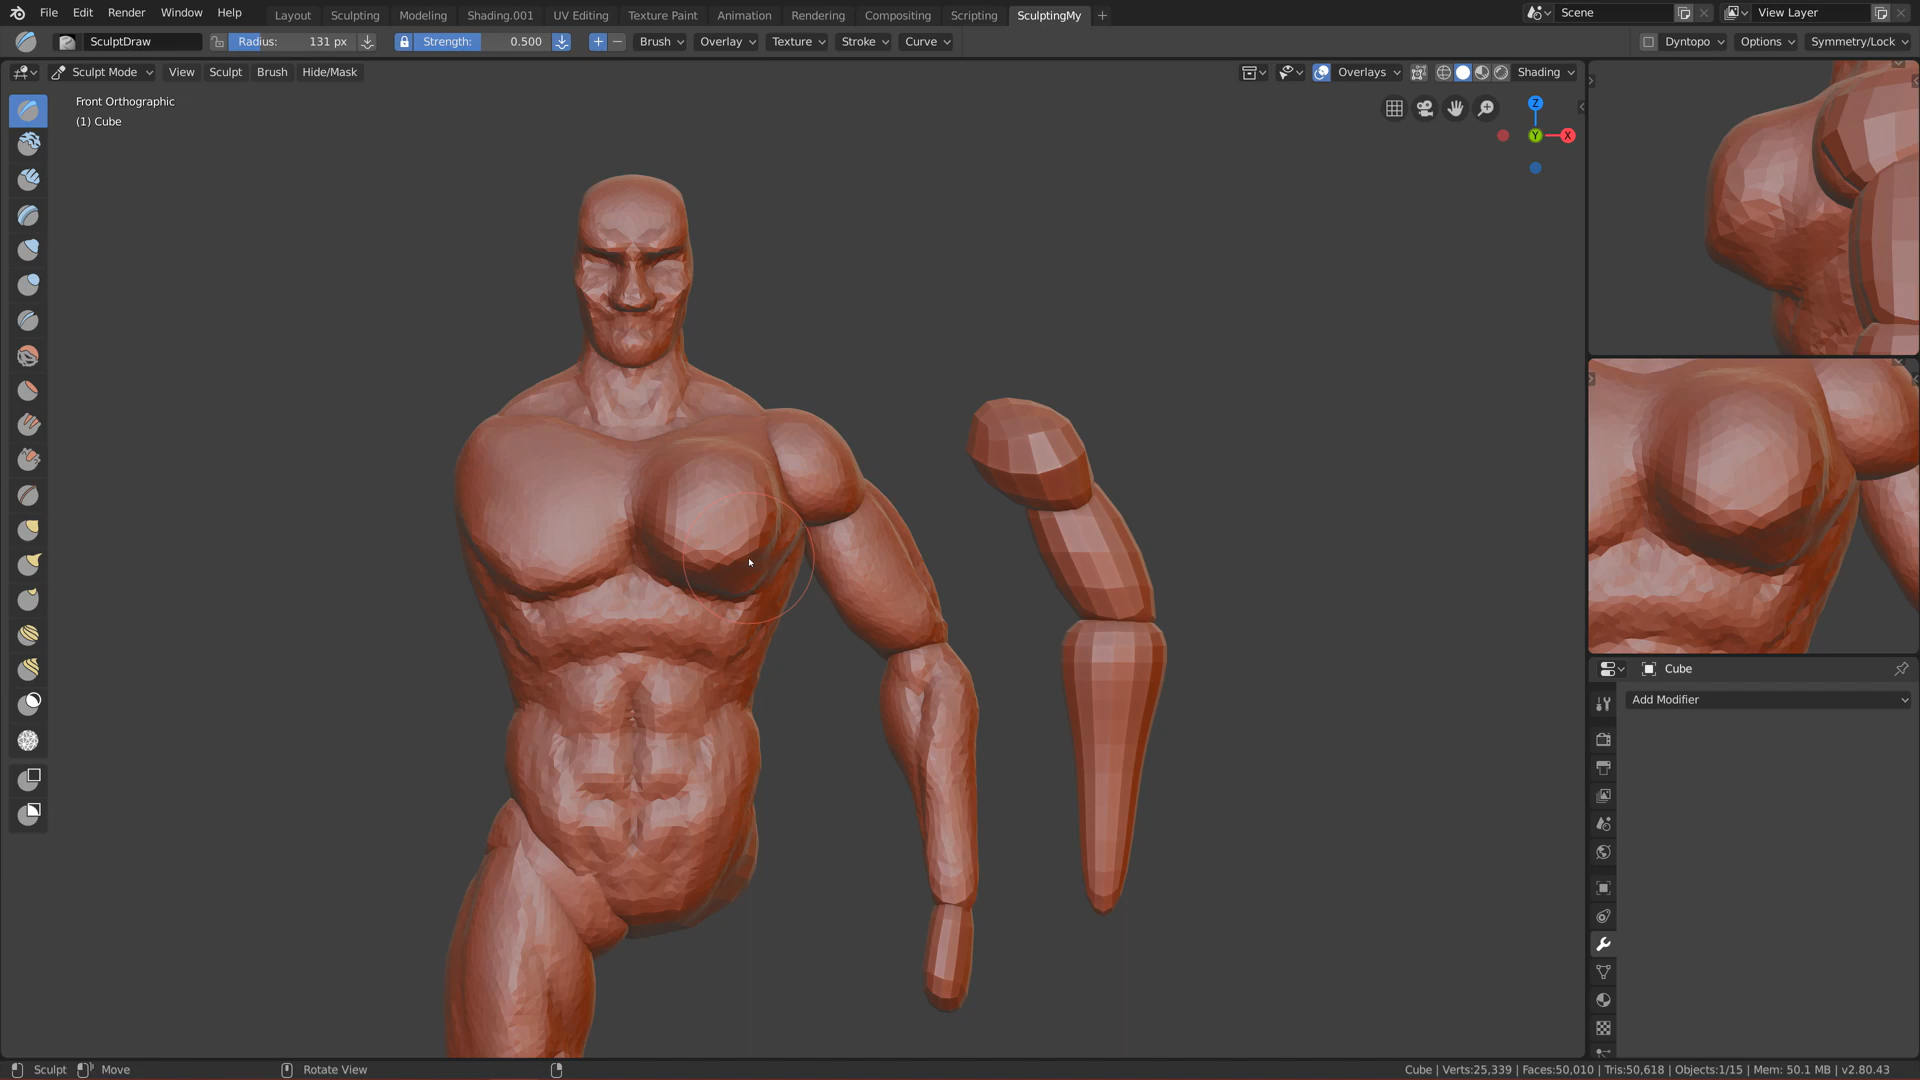 File Edit Render Window Help Layout Sculpting Modeling Shading.001 UV Editing Texture Paint Animation Rendering Compositing Scripting SculptingMy + Scene View Layer
SculptDraw Radius: 131 px Strength: 0.500 + − Brush Overlay Texture Stroke Curve Dyntopo Options Symmetry/Lock
Sculpt Mode View Sculpt Brush Hide/Mask Overlays Shading
Front Orthographic
(1) Cube
Z
Y X
Cube
Add Modifier
Sculpt Move Rotate View Cube | Verts:25,339 | Faces:50,010 | Tris:50,618 | Objects:1/15 | Mem: 50.1 MB | v2.80.43